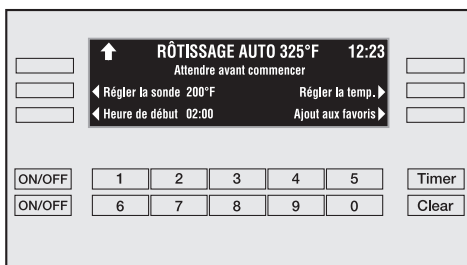 RÔTISSAGE AUTO 325°F 12:23
Attendre avant commencer
Régler la sonde 200°F Régler la temp.
Heure de début 02:00 Ajout aux favoris
ON/OFF 1 2 3 4 5 Timer
ON/OFF 6 7 8 9 0 Clear